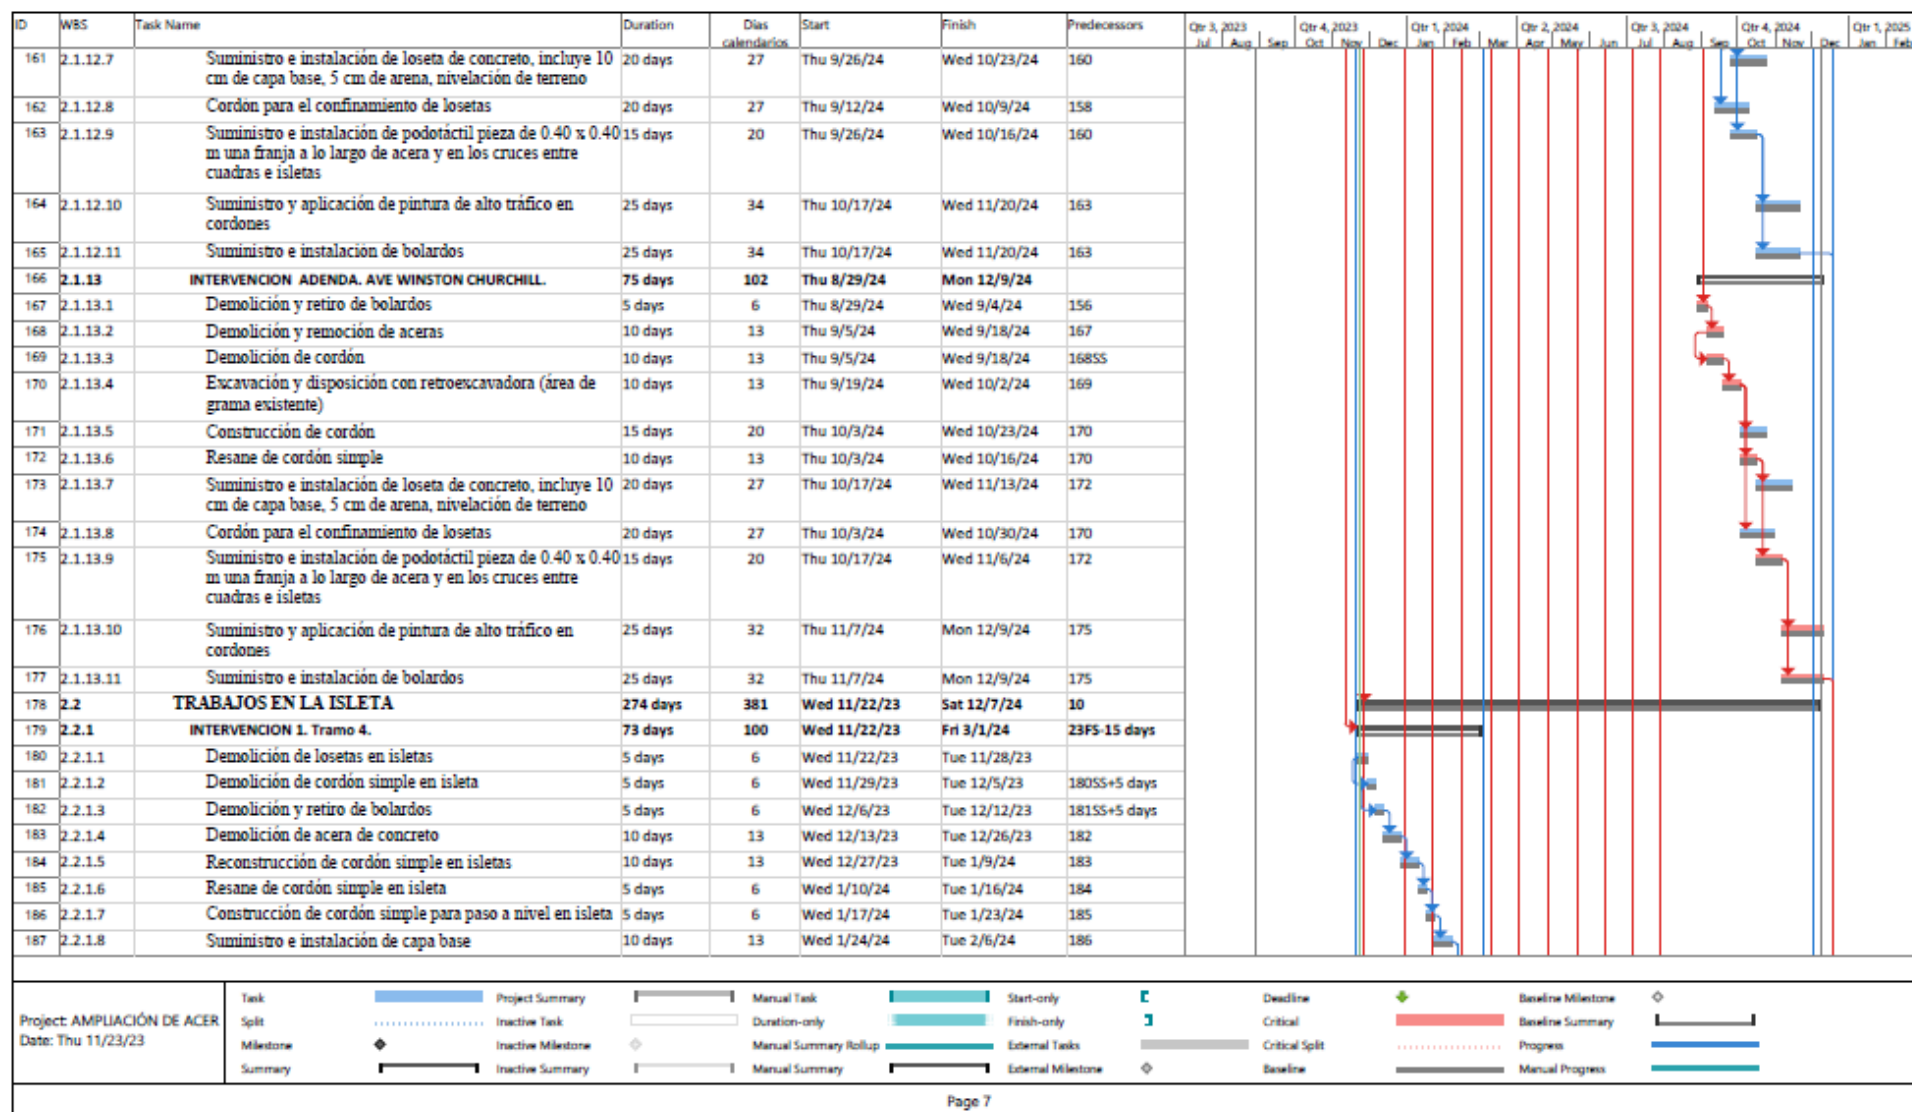 ID WBS Task Name Duration Dias calendarios Start Finish Predecessors
Qtr 3, 2023 Qtr 4, 2023 Qtr 1, 2024 Qtr 2, 2024 Qtr 3, 2024 Qtr 4, 2024 Qtr 1, 2025
Jul Aug Sep Oct Nov Dec Jan Feb Mar Apr May Jun Jul Aug Sep Oct Nov Dec Jan Feb
161 2.1.12.7 Suministro e instalación de loseta de concreto, incluye 10 20 days 27 Thu 9/26/24 Wed 10/23/24 160
cm de capa base, 5 cm de arena, nivelación de terreno
162 2.1.12.8 Cordón para el confinamiento de losetas 20 days 27 Thu 9/12/24 Wed 10/9/24 158
163 2.1.12.9 Suministro e instalación de podotáctil pieza de 0.40 x 0.40 15 days 20 Thu 9/26/24 Wed 10/16/24 160
m una franja a lo largo de acera y en los cruces entre
cuadras e isletas
164 2.1.12.10 Suministro y aplicación de pintura de alto tráfico en 25 days 34 Thu 10/17/24 Wed 11/20/24 163
cordones
165 2.1.12.11 Suministro e instalación de bolardos 25 days 34 Thu 10/17/24 Wed 11/20/24 163
166 2.1.13 INTERVENCION ADENDA. AVE WINSTON CHURCHILL. 75 days 102 Thu 8/29/24 Mon 12/9/24
167 2.1.13.1 Demolición y retiro de bolardos 5 days 6 Thu 8/29/24 Wed 9/4/24 156
168 2.1.13.2 Demolición y remoción de aceras 10 days 13 Thu 9/5/24 Wed 9/18/24 167
169 2.1.13.3 Demolición de cordón 10 days 13 Thu 9/5/24 Wed 9/18/24 168SS
170 2.1.13.4 Excavación y disposición con retroexcavadora (área de 10 days 13 Thu 9/19/24 Wed 10/2/24 169
grama existente)
171 2.1.13.5 Construcción de cordón 15 days 20 Thu 10/3/24 Wed 10/23/24 170
172 2.1.13.6 Resane de cordón simple 10 days 13 Thu 10/3/24 Wed 10/16/24 170
173 2.1.13.7 Suministro e instalación de loseta de concreto, incluye 10 20 days 27 Thu 10/17/24 Wed 11/13/24 172
cm de capa base, 5 cm de arena, nivelación de terreno
174 2.1.13.8 Cordón para el confinamiento de losetas 20 days 27 Thu 10/3/24 Wed 10/30/24 170
175 2.1.13.9 Suministro e instalación de podotáctil pieza de 0.40 x 0.40 15 days 20 Thu 10/17/24 Wed 11/6/24 172
m una franja a lo largo de acera y en los cruces entre
cuadras e isletas
176 2.1.13.10 Suministro y aplicación de pintura de alto tráfico en 25 days 32 Thu 11/7/24 Mon 12/9/24 175
cordones
177 2.1.13.11 Suministro e instalación de bolardos 25 days 32 Thu 11/7/24 Mon 12/9/24 175
178 2.2 TRABAJOS EN LA ISLETA 274 days 381 Wed 11/22/23 Sat 12/7/24 10
179 2.2.1 INTERVENCION 1. Tramo 4. 73 days 100 Wed 11/22/23 Fri 3/1/24 23FS-15 days
180 2.2.1.1 Demolición de losetas en isletas 5 days 6 Wed 11/22/23 Tue 11/28/23
181 2.2.1.2 Demolición de cordón simple en isleta 5 days 6 Wed 11/29/23 Tue 12/5/23 180SS+5 days
182 2.2.1.3 Demolición y retiro de bolardos 5 days 6 Wed 12/6/23 Tue 12/12/23 181SS+5 days
183 2.2.1.4 Demolición de acera de concreto 10 days 13 Wed 12/13/23 Tue 12/26/23 182
184 2.2.1.5 Reconstrucción de cordón simple en isletas 10 days 13 Wed 12/27/23 Tue 1/9/24 183
185 2.2.1.6 Resane de cordón simple en isleta 5 days 6 Wed 1/10/24 Tue 1/16/24 184
186 2.2.1.7 Construcción de cordón simple para paso a nivel en isleta 5 days 6 Wed 1/17/24 Tue 1/23/24 185
187 2.2.1.8 Suministro e instalación de capa base 10 days 13 Wed 1/24/24 Tue 2/6/24 186
Project: AMPLIACIÓN DE ACER
Date: Thu 11/23/23
Task Project Summary Manual Task Start-only Deadline Baseline Milestone
Split Inactive Task Duration-only Finish-only Critical Baseline Summary
Milestone Inactive Milestone Manual Summary Rollup External Tasks Critical Split Progress
Summary Inactive Summary Manual Summary External Milestone Baseline Manual Progress
Page 7